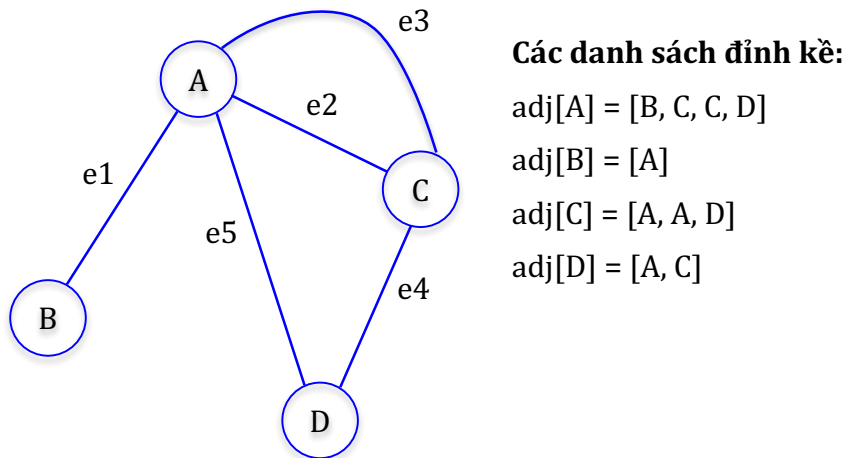 e3
Các danh sách đỉnh kề:
A
adj[A] = [B, C, C, D]
e2
adj[B] = [A]
e1
C
adj[C] = [A, A, D]
e5
adj[D] = [A, C]
e4
B
D